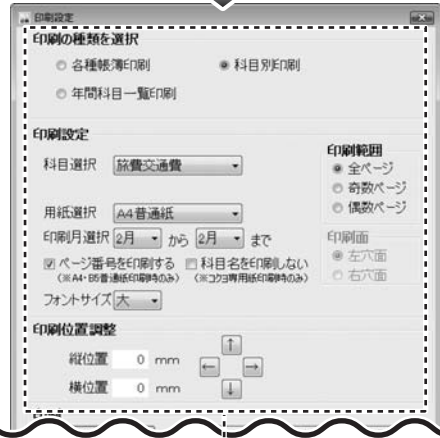 印刷設定
印刷の種類を選択
各種帳簿印刷 科目別印刷
年間科目一覧印刷
印刷設定
科目選択 旅費交通費
印刷範囲
全ページ
奇数ページ
偶数ページ
用紙選択 A4普通紙
印刷月選択 2月 から 2月 まで
印刷面
左穴面
右穴面
ページ番号を印刷する 科目名を印刷しない
(※A4・B5普通紙印刷時のみ) (※コクヨ専用紙印刷時のみ)
フォントサイズ 大
印刷位置調整
縦位置 0 mm
横位置 0 mm
↑
← →
↓